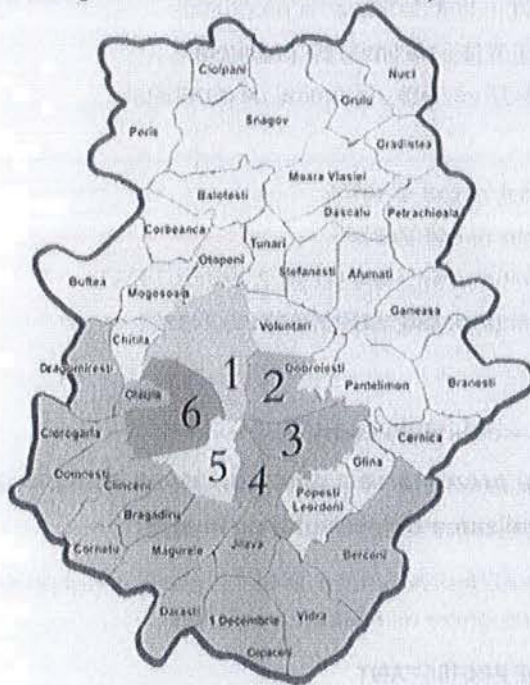 Ciolpani
Nuci
Gruiu
Snagov
Peris
Gradistea
Moara Vlasiei
Balotesti
Dascalu
Petrachioaia
Corbeanca
Tunari
Otopeni
Stefanesti
Afumati
Buftea
Mogosoaia
Ganeasa
Voluntari
Chitila
Dragomiresti
1
2
Dobroiesti
Pantelimon
Branesti
Chiajna
6
3
Ciorogarla
5
Cernica
Glina
4
Domnesti
Clinceni
Popesti
Leordeni
Bragadiru
Cornetu
Magurele
Jilava
Berceni
Darasti
1 Decembrie
Vidra
Copaceni